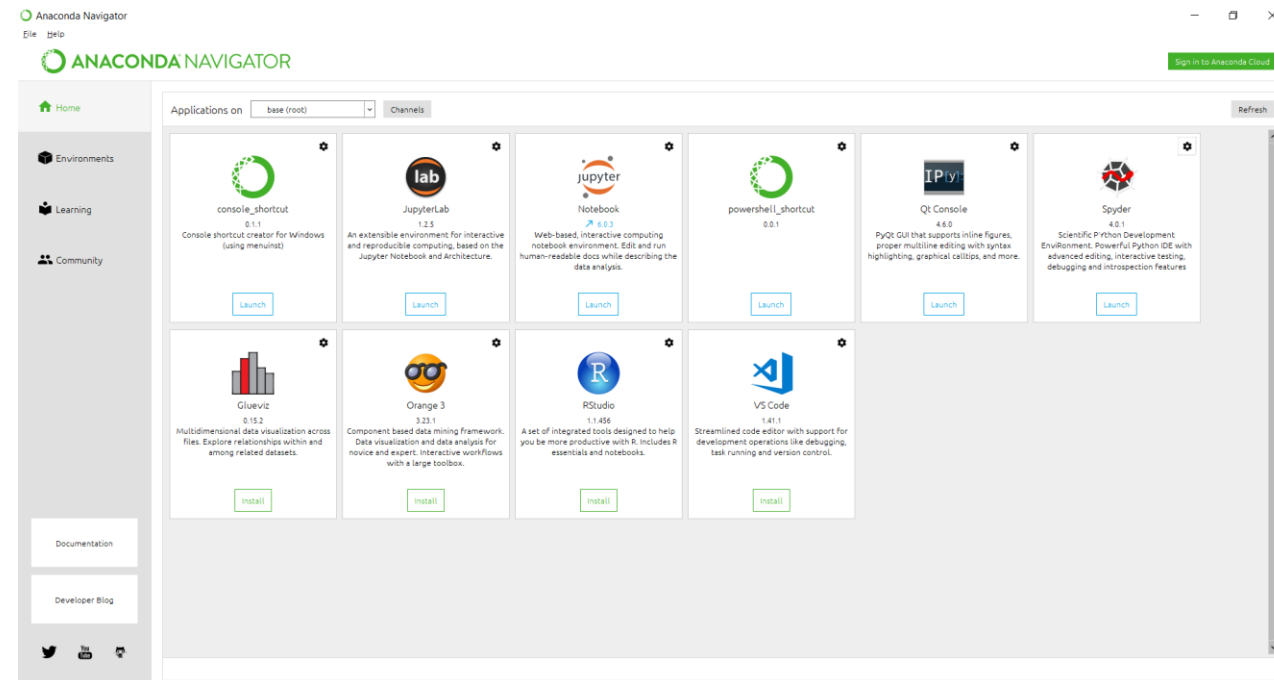 Anaconda Navigator
File Help
ANACONDA NAVIGATOR
Sign in to Anaconda Cloud
Home
Environments
Learning
Community
Documentation
Developer Blog
You
Tube
Applications on base (root) Channels
Refresh
console_shortcut
0.1.1
Console shortcut creator for Windows
(using menuinst)
Launch
lab
JupyterLab
1.2.5
An extensible environment for interactive
and reproducible computing, based on the
Jupyter Notebook and Architecture.
Launch
jupyter
Notebook
6.0.3
Web-based, interactive computing
notebook environment. Edit and run
human-readable docs while describing the
data analysis.
Launch
powershell_shortcut
0.0.1
Launch
IP[y]:
Qt Console
4.6.0
PyQt GUI that supports inline figures,
proper multiline editing with syntax
highlighting, graphical calltips, and more.
Launch
Spyder
4.0.1
Scientific PYthon Development
EnviRonment. Powerful Python IDE with
advanced editing, interactive testing,
debugging and introspection features
Launch
Glueviz
0.15.2
Multidimensional data visualization across
files. Explore relationships within and
among related datasets.
Install
Orange 3
3.23.1
Component based data mining framework.
Data visualization and data analysis for
novice and expert. Interactive workflows
with a large toolbox.
Install
R
RStudio
1.1.456
A set of integrated tools designed to help
you be more productive with R. Includes R
essentials and notebooks.
Install
VS Code
1.41.1
Streamlined code editor with support for
development operations like debugging,
task running and version control.
Install